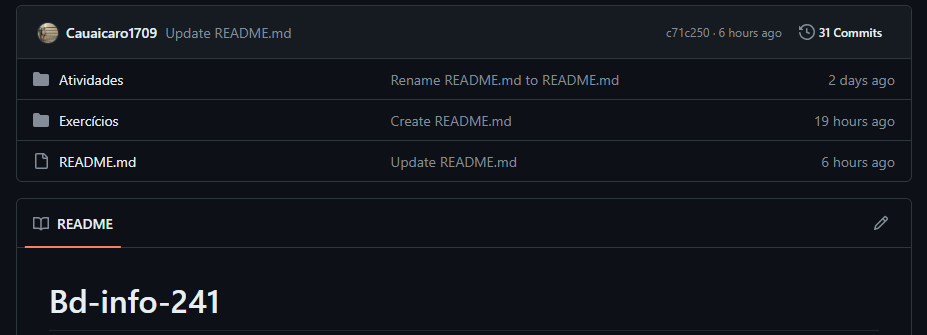 Cauaicaro1709 Update README.md c71c250 · 6 hours ago 31 Commits
Atividades Rename README.md to README.md 2 days ago
Exercícios Create README.md 19 hours ago
README.md Update README.md 6 hours ago
README
Bd-info-241